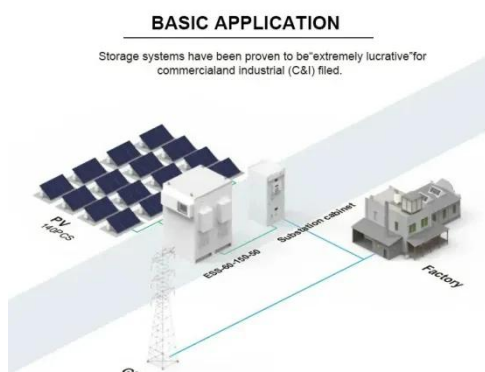 BASIC APPLICATION
Storage systems have been proven to be“extremely lucrative”for
commercialand industrial (C&I) filed.
PV
140PCS
ESS-60-150-50
Substation cabinet
Factory